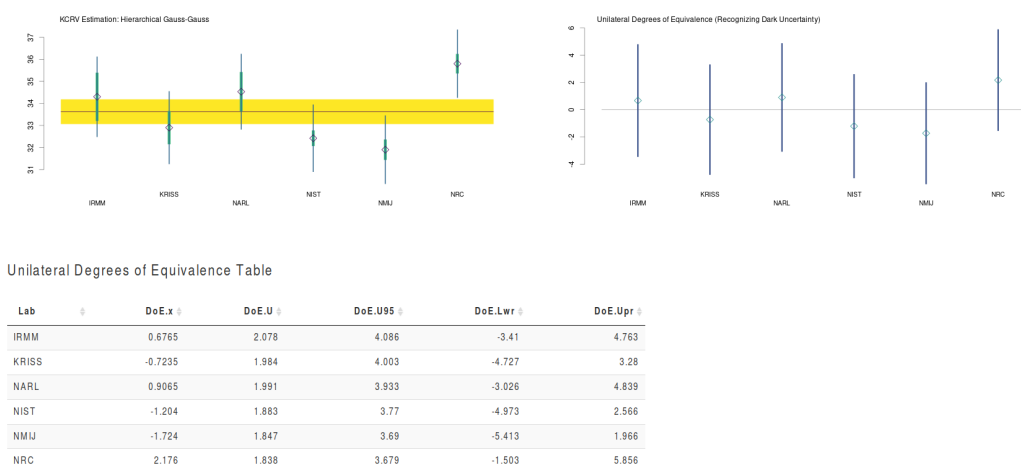 KCRV Estimation: Hierarchical Gauss-Gauss
37
36
35
34
33
32
31
IRMM
KRISS
NARL
NIST
NMIJ
NRC
Unilateral Degrees of Equivalence (Recognizing Dark Uncertainty)
6
4
2
0
-2
-4
IRMM
KRISS
NARL
NIST
NMIJ
NRC
Unilateral Degrees of Equivalence Table
Lab DoE.x DoE.U DoE.U95 DoE.Lwr DoE.Upr
IRMM 0.6765 2.078 4.086 -3.41 4.763
KRISS -0.7235 1.984 4.003 -4.727 3.28
NARL 0.9065 1.991 3.933 -3.026 4.839
NIST -1.204 1.883 3.77 -4.973 2.566
NMIJ -1.724 1.847 3.69 -5.413 1.966
NRC 2.176 1.838 3.679 -1.503 5.856